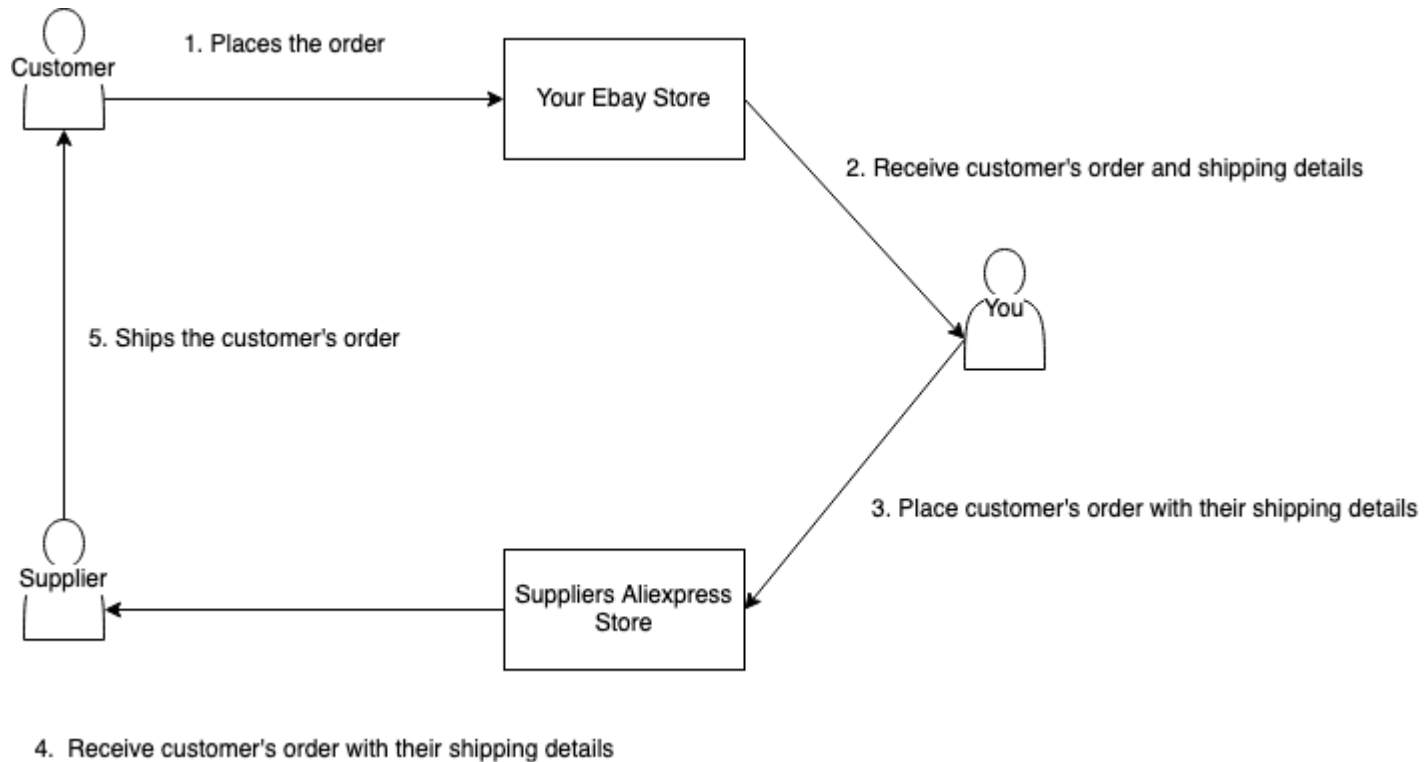 1. Places the order
Customer
Your Ebay Store
2. Receive customer's order and shipping details
You
5. Ships the customer's order
3. Place customer's order with their shipping details
Supplier
Suppliers Aliexpress
Store
4. Receive customer's order with their shipping details